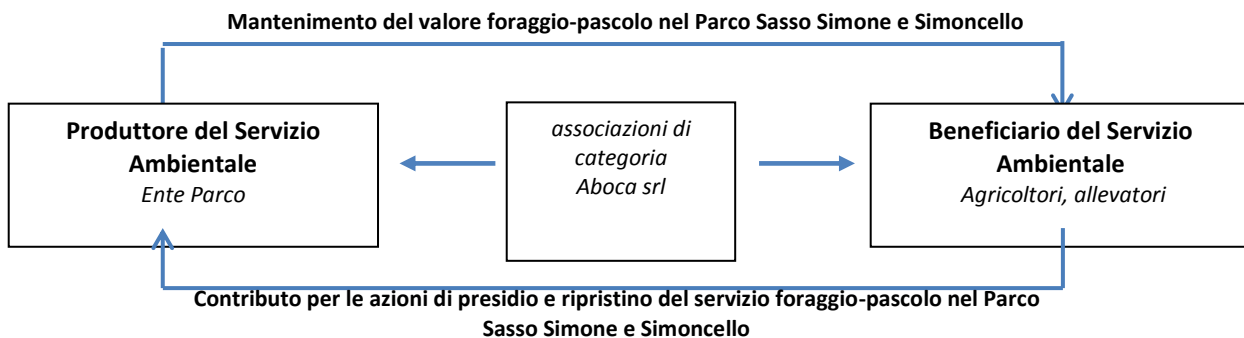 Mantenimento del valore foraggio-pascolo nel Parco Sasso Simone e Simoncello
Produttore del Servizio
Ambientale
Ente Parco
associazioni di
categoria
Aboca srl
Beneficiario del Servizio
Ambientale
Agricoltori, allevatori
Contributo per le azioni di presidio e ripristino del servizio foraggio-pascolo nel Parco
Sasso Simone e Simoncello